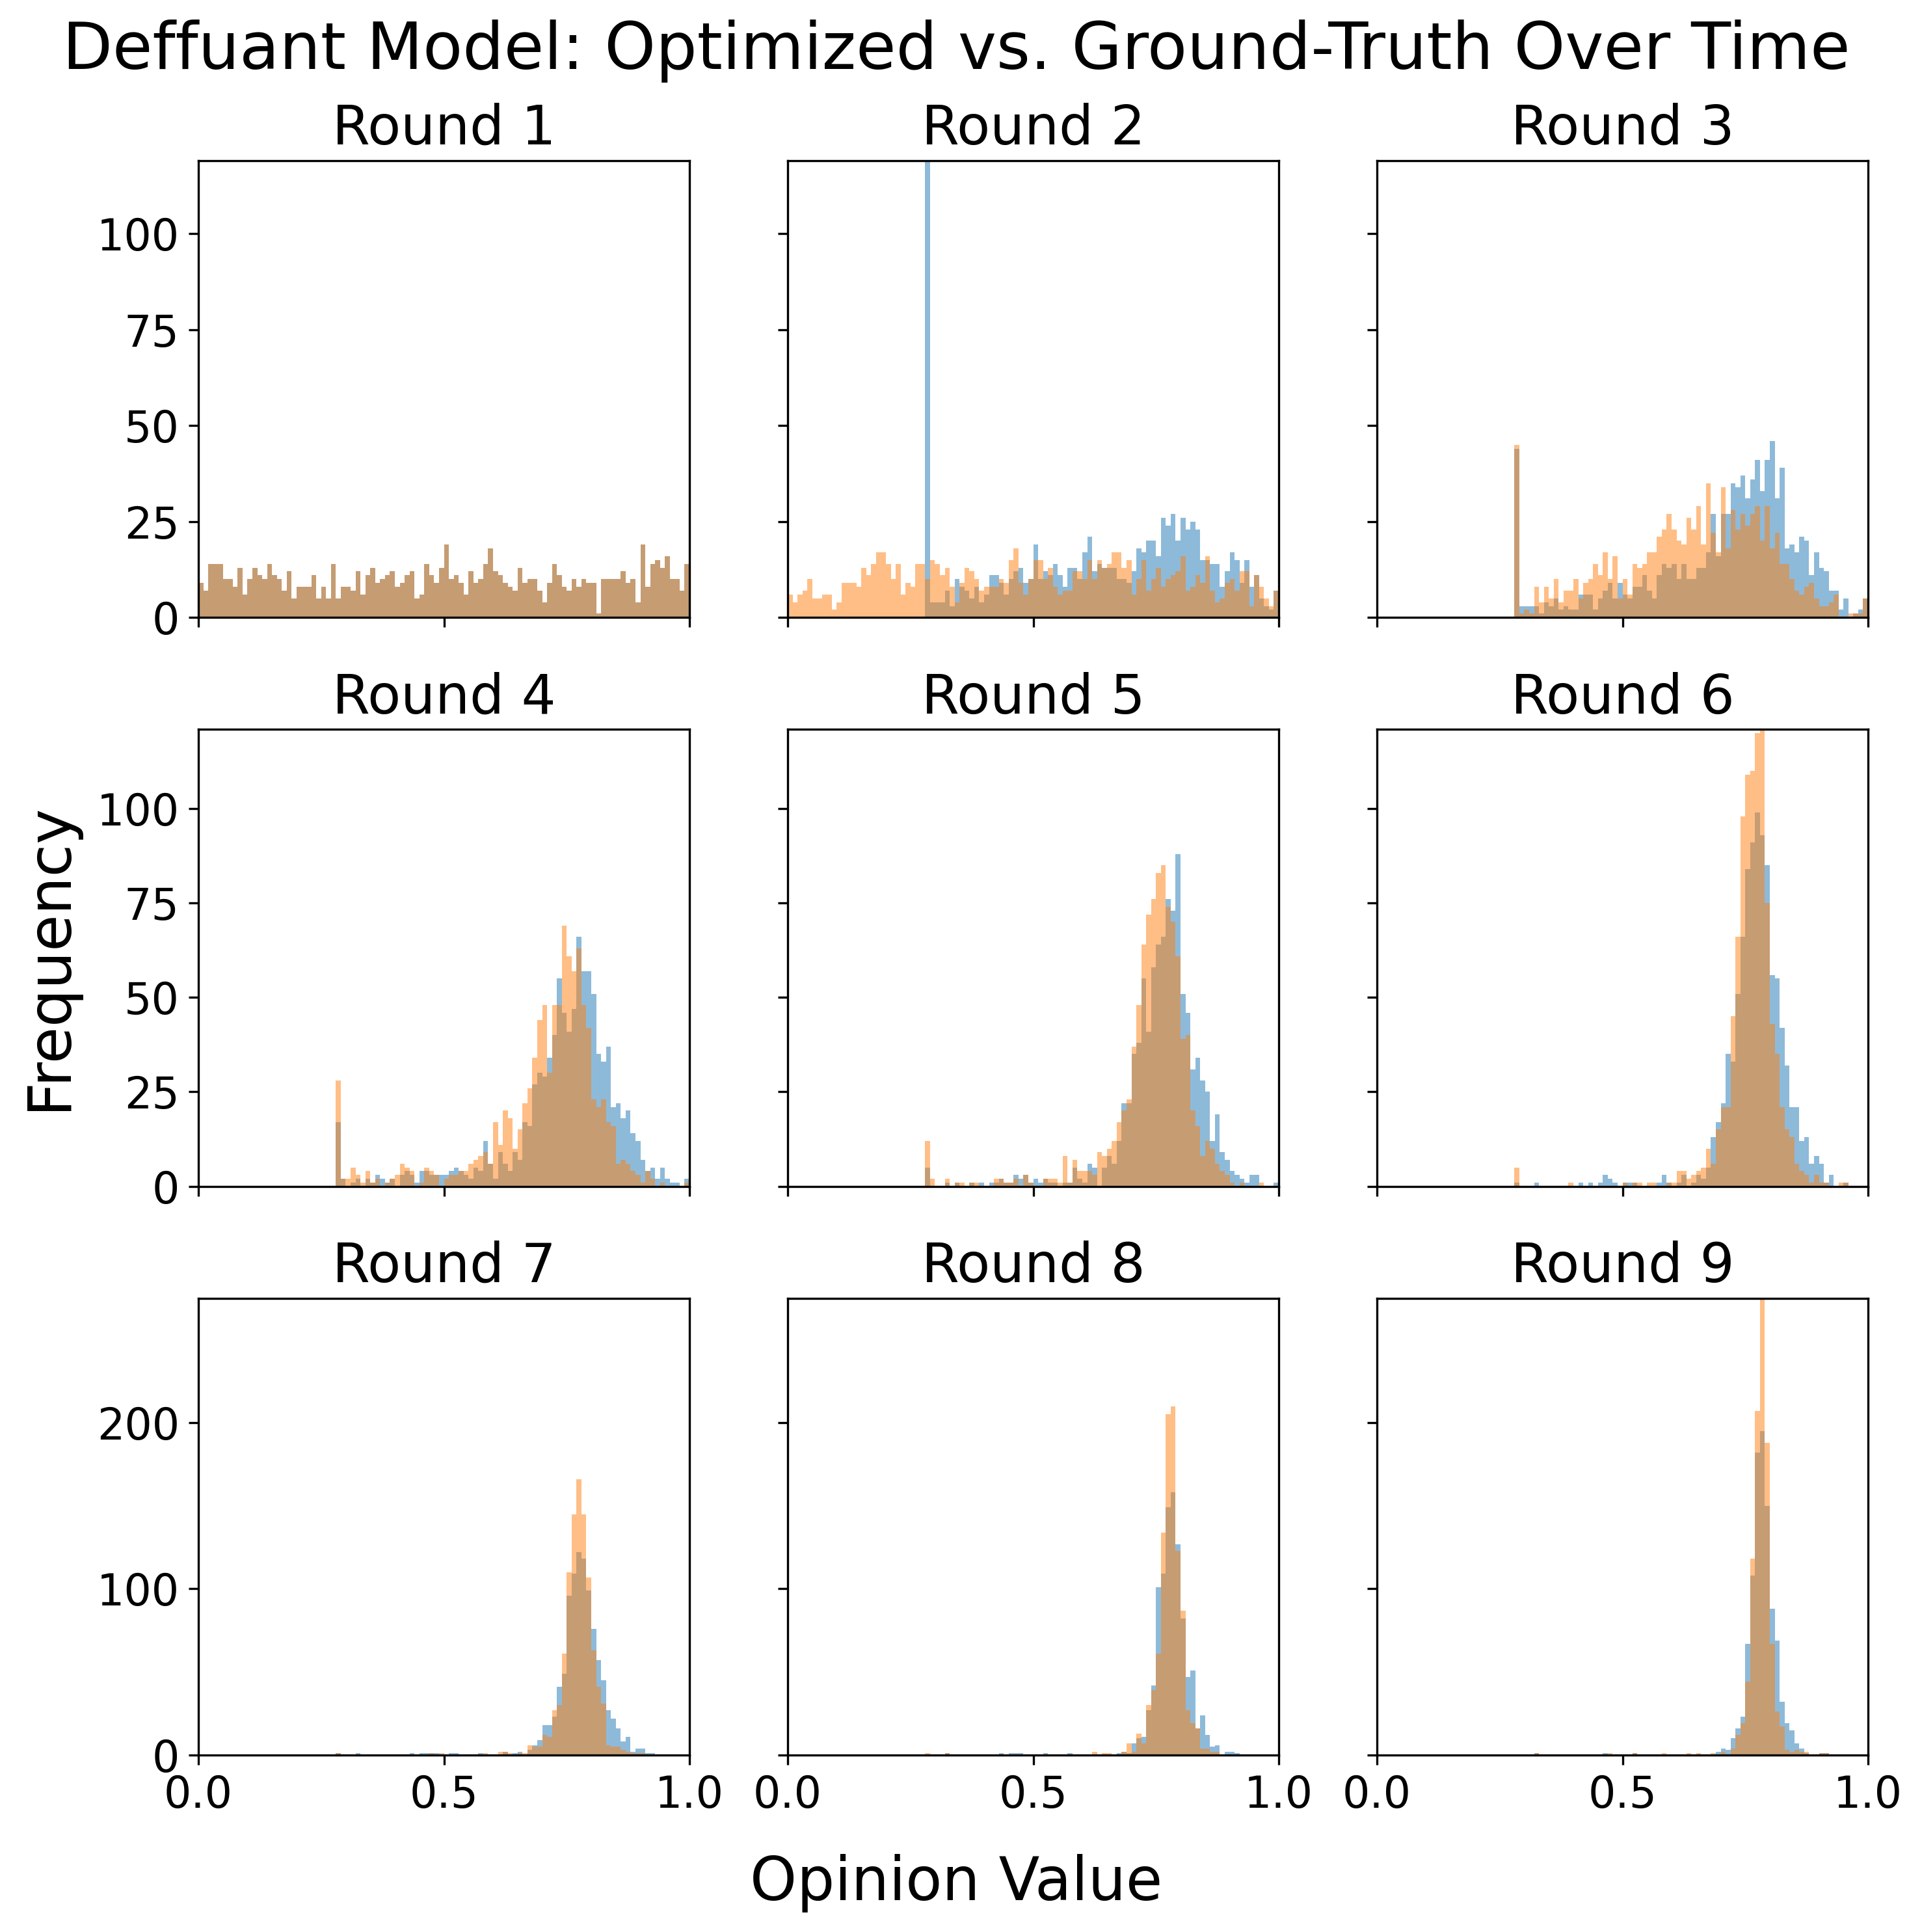 Deffuant Model: Optimized vs. Ground-Truth Over Time
Round 1
Round 2
Round 3
100
75
50
25
0
Round 4
Round 5
Round 6
Frequency
100
75
50
25
0
Round 7
Round 8
Round 9
200
100
0
0.0 0.5 1.0 0.0 0.5 1.0 0.0 0.5 1.0
Opinion Value